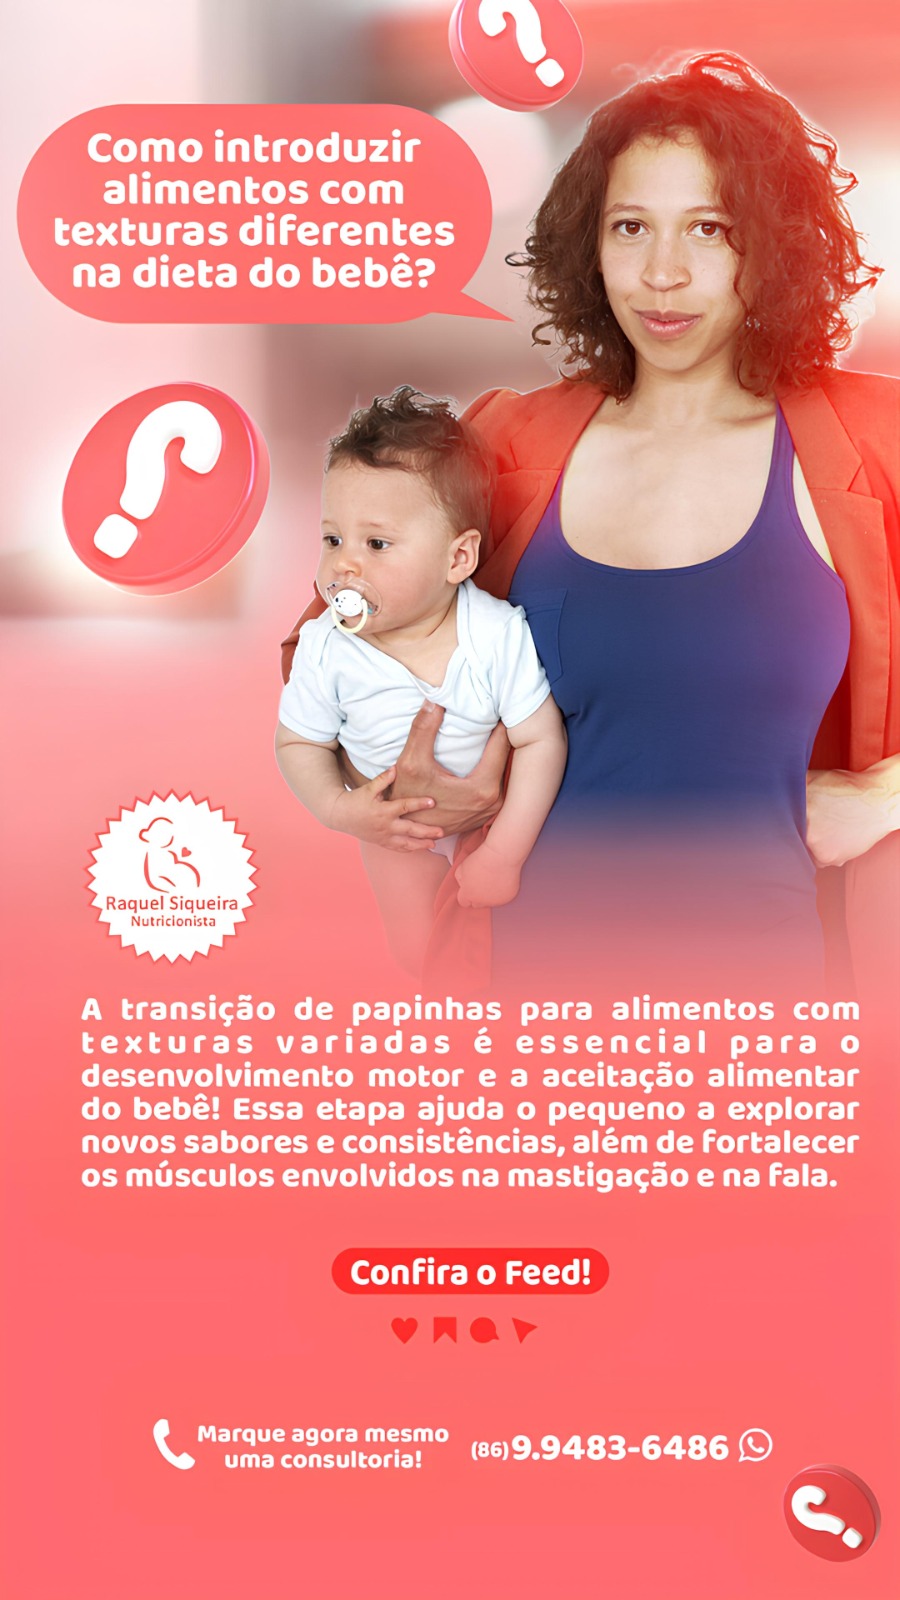 Como introduzir
alimentos com
texturas diferentes
na dieta do bebê?
Raquel Siqueira
Nutricionista
A transição de papinhas para alimentos com
texturas variadas é essencial para o
desenvolvimento motor e a aceitação alimentar
do bebê! Essa etapa ajuda o pequeno a explorar
novos sabores e consistências, além de fortalecer
os músculos envolvidos na mastigação e na fala.
Confira o Feed!
Marque agora mesmo
uma consultoria!
(86)9.9483-6486